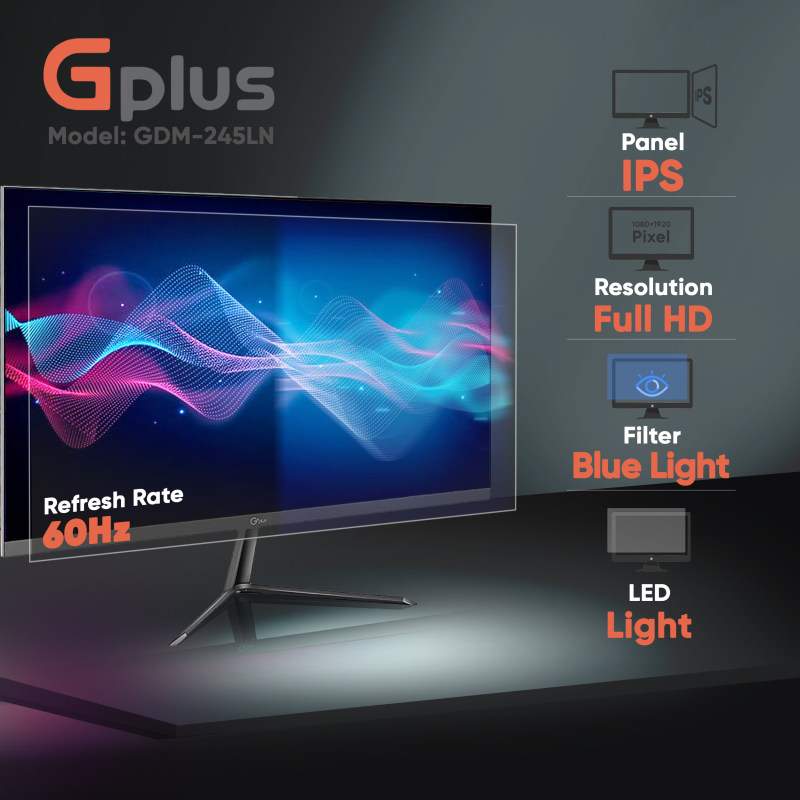 Gplus
Model: GDM-245LN
IPS
Panel
IPS
1080*1920
Pixel
Resolution
Full HD
Filter
Blue Light
LED
Light
Refresh Rate
60Hz
Gplus